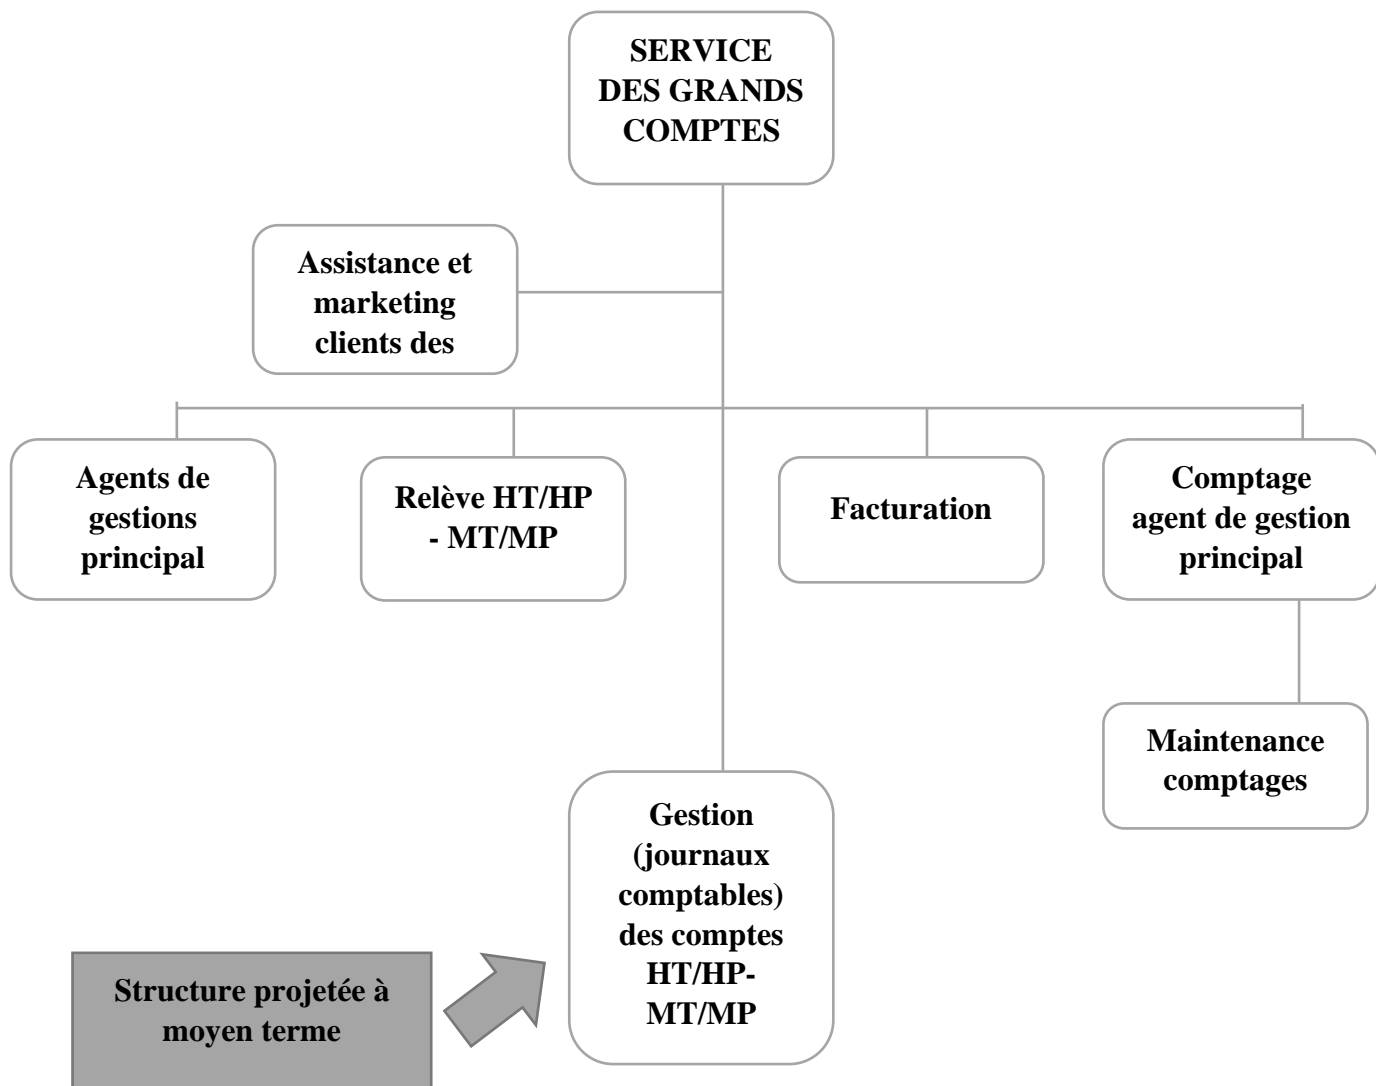 SERVICE
DES GRANDS
COMPTES
Assistance et
marketing
clients des
Agents de
gestions
principal
Relève HT/HP
- MT/MP
Facturation
Comptage
agent de gestion
principal
Maintenance
comptages
Gestion
(journaux
comptables)
des comptes
HT/HP-
MT/MP
Structure projetée à
moyen terme